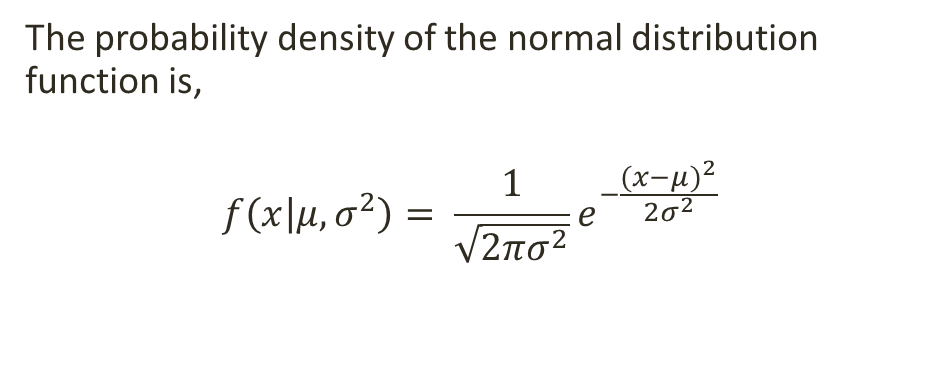 The probability density of the normal distribution
function is,
f(x|μ, σ²) = 1/√(2πσ²) e^(-(x−μ)²/(2σ²))